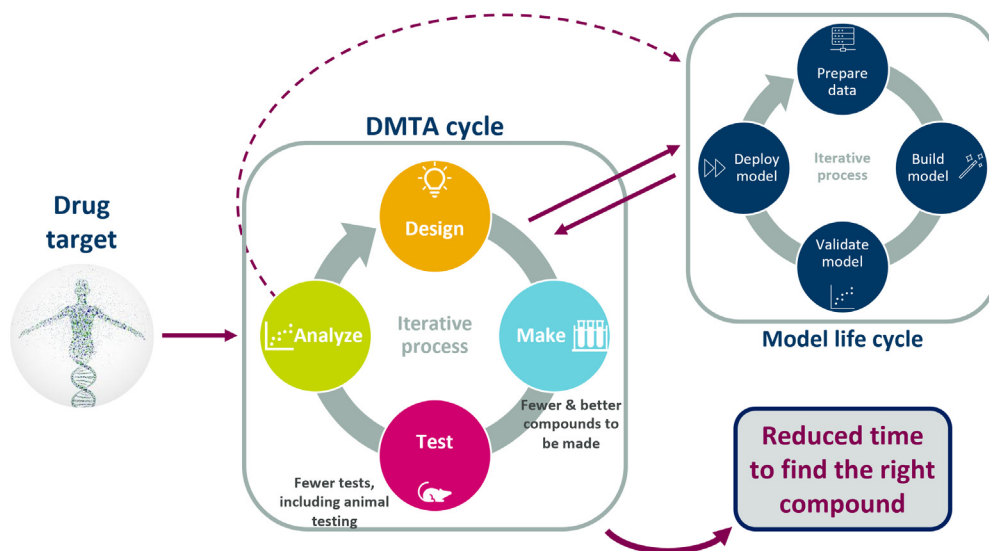 Drug
target
DMTA cycle
Design
Make
Fewer & better
compounds to
be made
Test
Fewer tests,
including animal
testing
Analyze
Iterative
process
Prepare
data
Build
model
Validate
model
Deploy
model
Iterative
process
Model life cycle
Reduced time
to find the right
compound